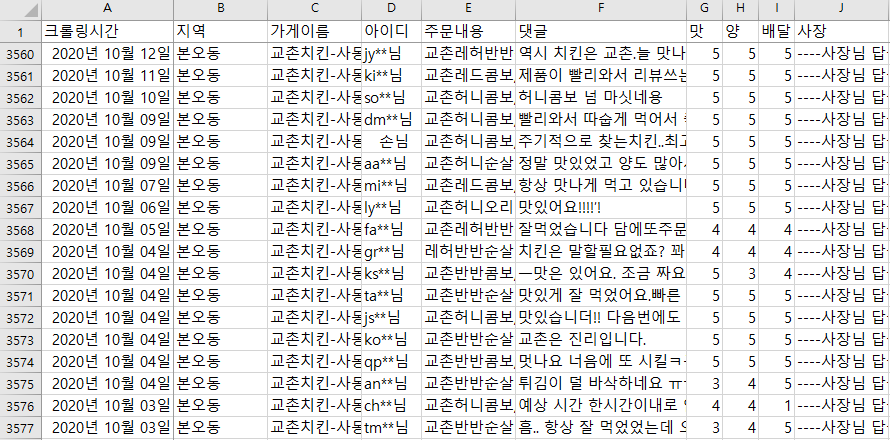 A B C D E F G H I J
1 크롤링시간 지역 가게이름 아이디 주문내용 댓글 맛 양 배달 사장
3560 2020년 10월 12일 본오동 교촌치킨-사동 jy**님 교촌레허반반 역시 치킨은 교촌.늘 맛나 5 5 5 ----사장님 답
3561 2020년 10월 11일 본오동 교촌치킨-사동 ki**님 교촌레드콤보 제품이 빨리와서 리뷰쓰는 5 5 5 ----사장님 답
3562 2020년 10월 10일 본오동 교촌치킨-사동 so**님 교촌허니콤보 허니콤보 넘 마싯네용 5 5 5 ----사장님 답
3563 2020년 10월 09일 본오동 교촌치킨-사동 dm**님 교촌허니콤보 빨리와서 따숩게 먹어서 5 5 5 ----사장님 답
3564 2020년 10월 09일 본오동 교촌치킨-사동 손님 교촌허니콤보 주기적으로 찾는치킨..최고 5 5 5 ----사장님 답
3565 2020년 10월 09일 본오동 교촌치킨-사동 aa**님 교촌허니순살 정말 맛있었고 양도 많아 5 5 5 ----사장님 답
3566 2020년 10월 07일 본오동 교촌치킨-사동 mi**님 교촌레드콤보 항상 맛나게 먹고 있습니 5 5 5 ----사장님 답
3567 2020년 10월 06일 본오동 교촌치킨-사동 ly**님 교촌허니오리 맛있어요!!!!'! 5 5 5 ----사장님 답
3568 2020년 10월 05일 본오동 교촌치킨-사동 fa**님 교촌레허반반 잘먹었습니다 담에또주문 4 4 4 ----사장님 답
3569 2020년 10월 04일 본오동 교촌치킨-사동 gr**님 레허반반순살 치킨은 말할필요없죠? 꽈 4 4 4 ----사장님 답
3570 2020년 10월 04일 본오동 교촌치킨-사동 ks**님 교촌반반콤보 ㅡ맛은 있어요. 조금 짜요 5 3 4 ----사장님 답
3571 2020년 10월 04일 본오동 교촌치킨-사동 ta**님 교촌반반순살 맛있게 잘 먹었어요.빠른 5 5 5 ----사장님 답
3572 2020년 10월 04일 본오동 교촌치킨-사동 js**님 교촌허니콤보 맛있습니더!! 다음번에도 5 5 5 ----사장님 답
3573 2020년 10월 04일 본오동 교촌치킨-사동 ko**님 교촌반반순살 교촌은 진리입니다. 5 5 5 ----사장님 답
3574 2020년 10월 04일 본오동 교촌치킨-사동 qp**님 교촌반반콤보 멋나요 너음에 또 시킬ㅋ 5 5 5 ----사장님 답
3575 2020년 10월 04일 본오동 교촌치킨-사동 an**님 교촌반반순살 튀김이 덜 바삭하네요 ㅠ 3 4 5 ----사장님 답
3576 2020년 10월 03일 본오동 교촌치킨-사동 ch**님 교촌허니콤보 예상 시간 한시간이내로 4 4 1 ----사장님 답
3577 2020년 10월 03일 본오동 교촌치킨-사동 tm**님 교촌반반순살 흠.. 항상 잘 먹었었는데 3 4 5 ----사장님 답